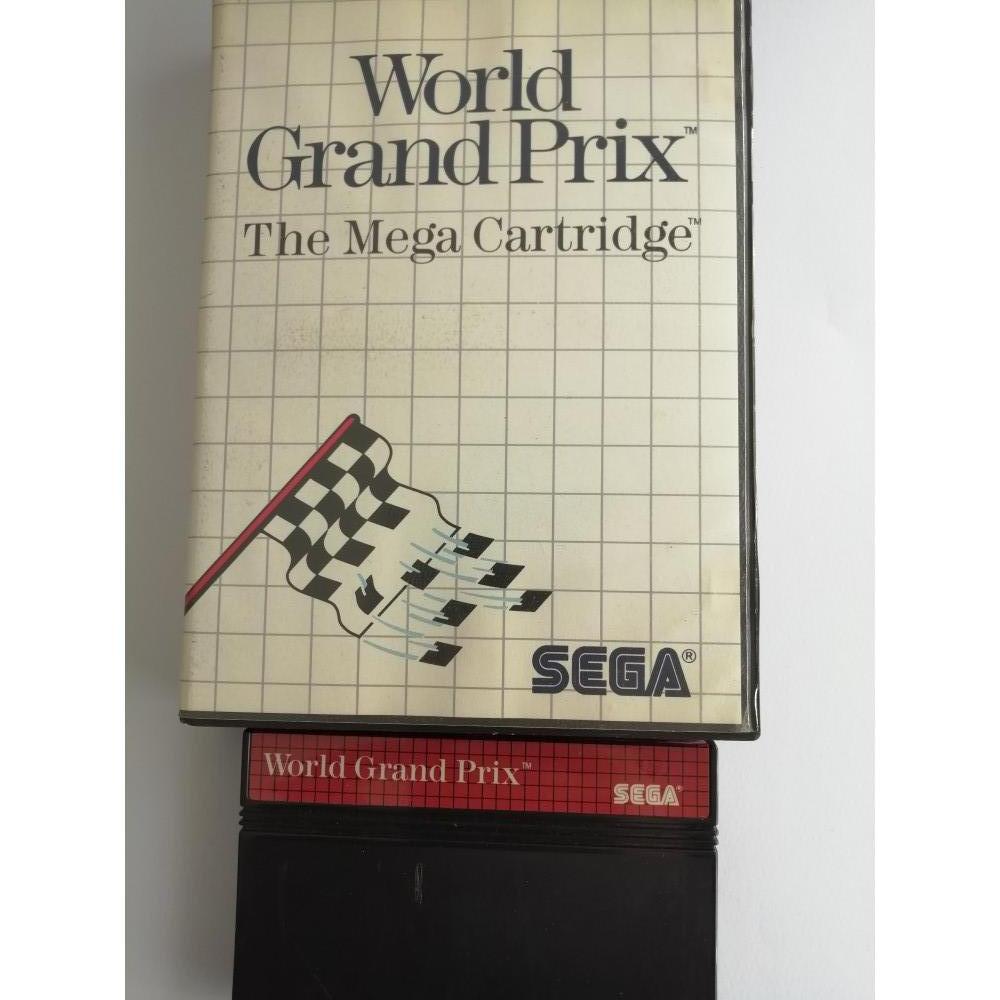 World
Grand Prix™
The Mega Cartridge™
SEGA®
World Grand Prix™
SEGA®